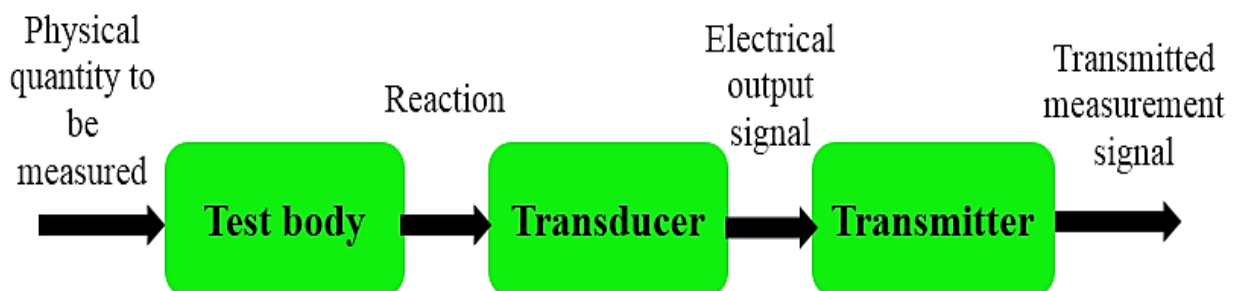 Physical
quantity to
be
measured
Test body
Reaction
Transducer
Electrical
output
signal
Transmitter
Transmitted
measurement
signal